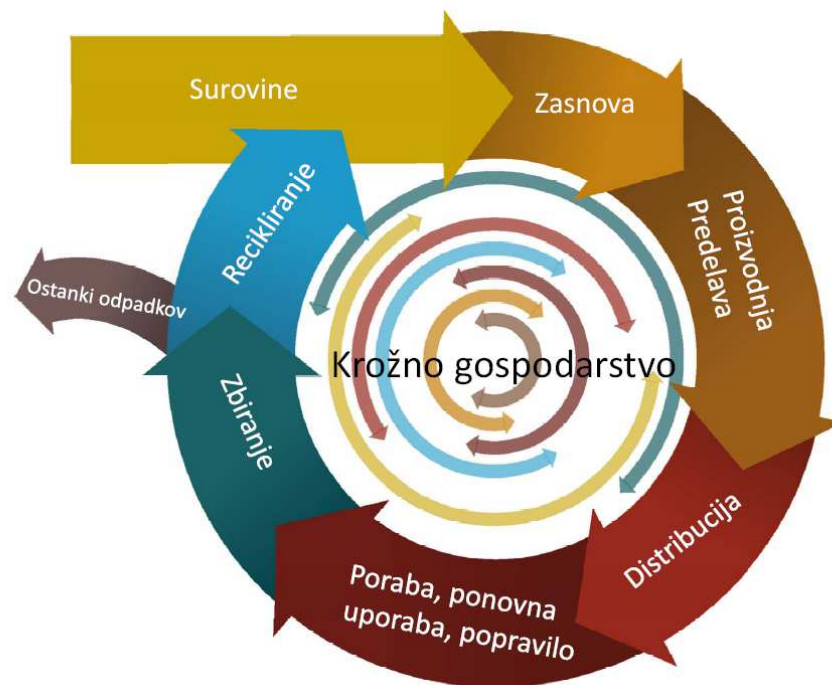 Surovine
Zasnova
Proizvodnja
Predelava
Distribucija
Poraba, ponovna
uporaba, popravilo
Zbiranje
Recikliranje
Ostanki odpadkov
Krožno gospodarstvo